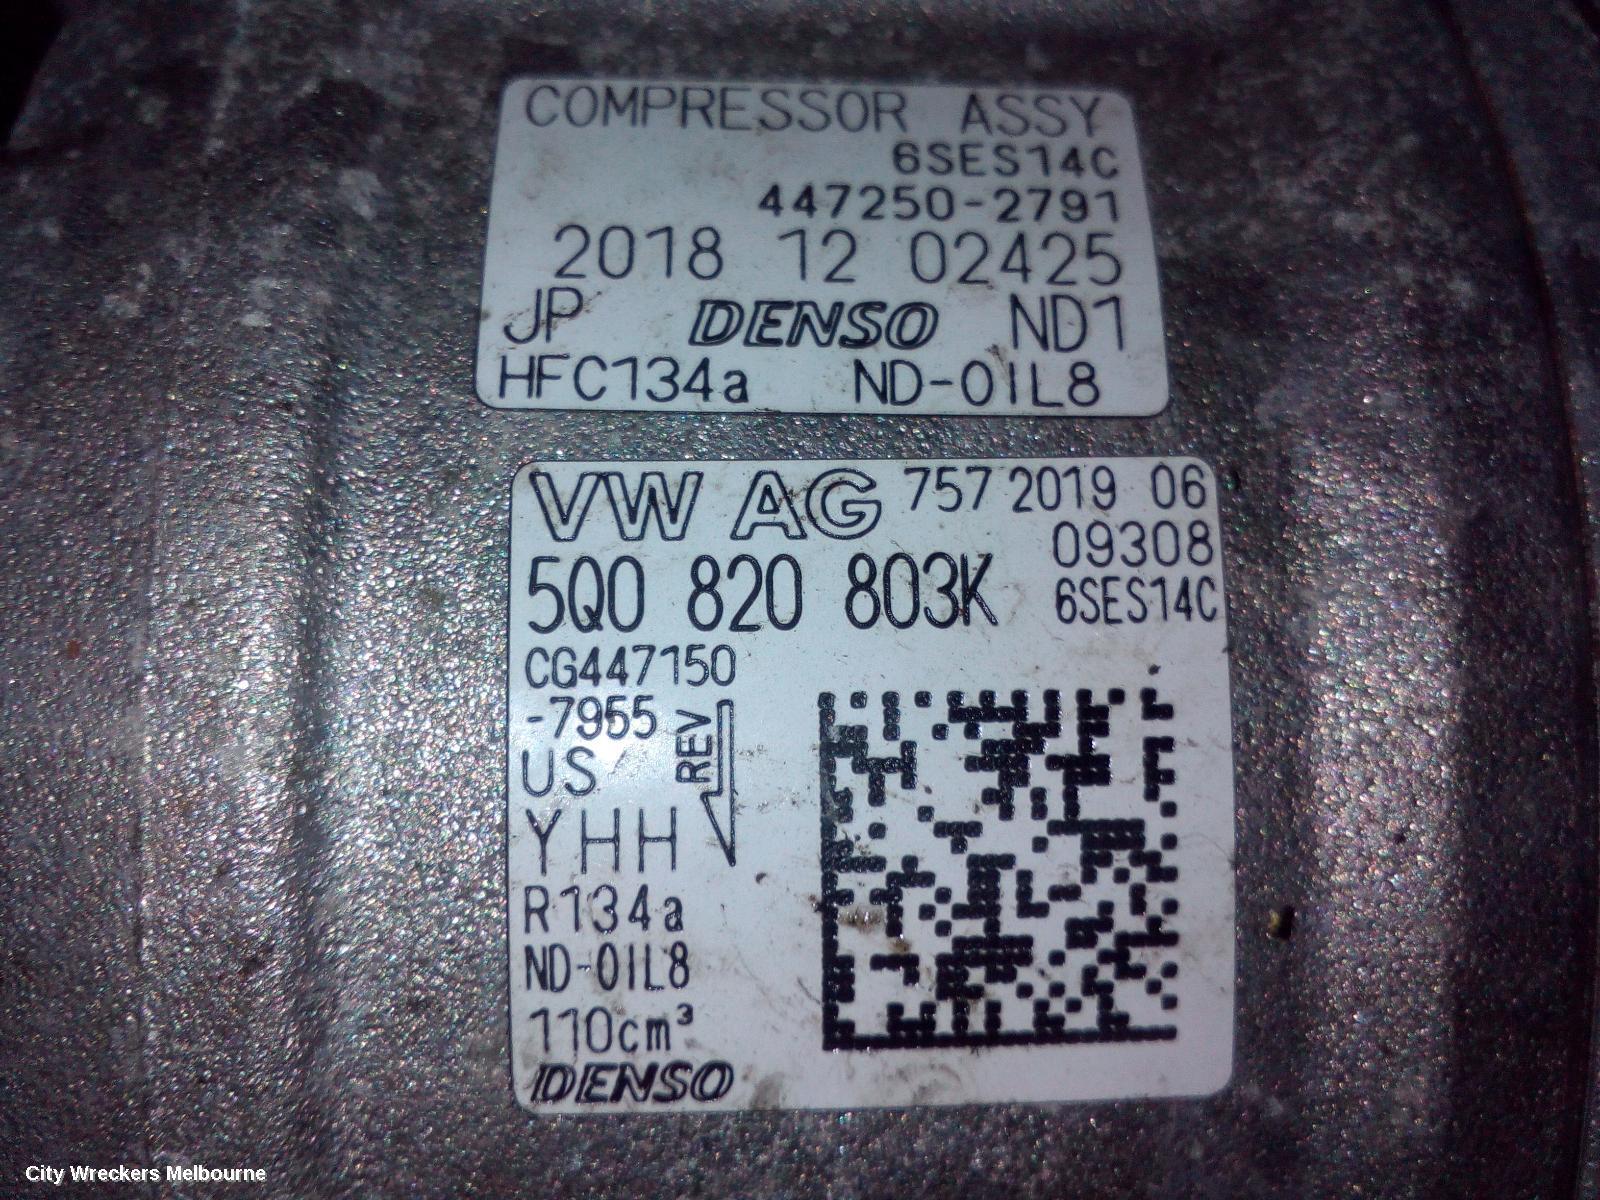 COMPRESSOR ASSY
6SES14C
447250-2791
2018 12 02425
JP DENSO ND1
HFC134a ND-OIL8
VW AG 757 2019 06
09308
5Q0 820 803K 6SES14C
CG447150
-7955
REV
US
YHH
R134a
ND-OIL8
110cm³
DENSO
City Wreckers Melbourne